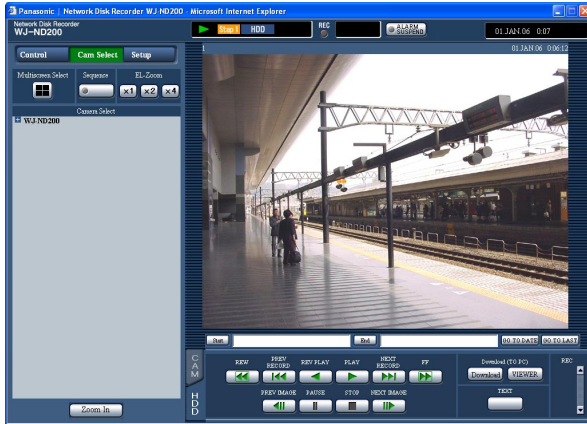 Panasonic | Network Disk Recorder WJ-ND200 - Microsoft Internet Explorer
Network Disk Recorder
WJ-ND200
Step1 HDD
REC
ALARM SUSPEND
01.JAN.06 0:07
Control Cam Select Setup
1
01.JAN.06 0:06:12
Multiscreen Select Sequence EL-Zoom
x1 x2 x4
Camera Select
WJ-ND200
Start End GO TO DATE GO TO LAST
CAM
HDD
REW PREV RECORD REV PLAY PLAY NEXT RECORD FF
PREV IMAGE PAUSE STOP NEXT IMAGE
Download (TO PC)
Download VIEWER
TEXT
REC
Zoom In